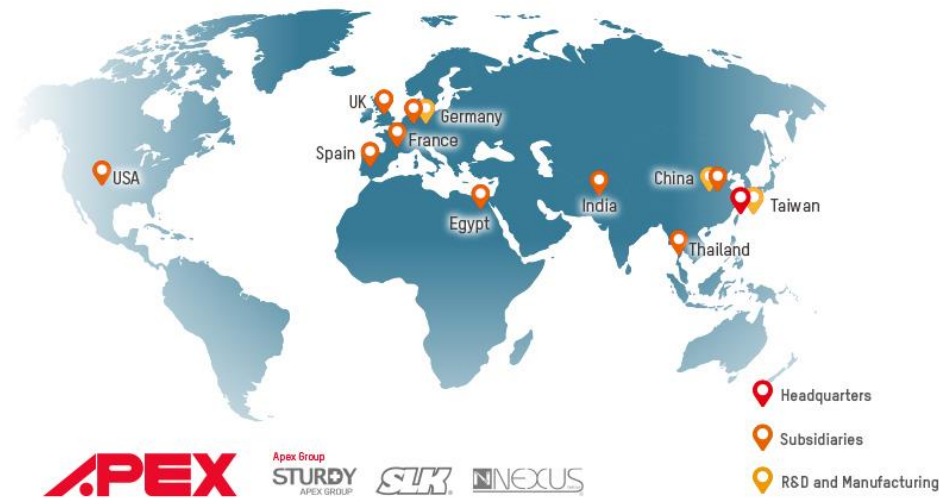 UK
Germany
France
Spain
USA
China
Taiwan
India
Egypt
Thailand
Headquarters
Subsidiaries
R&D and Manufacturing
APEX
Apex Group
STURDY
APEX GROUP
SLK
NEXUS